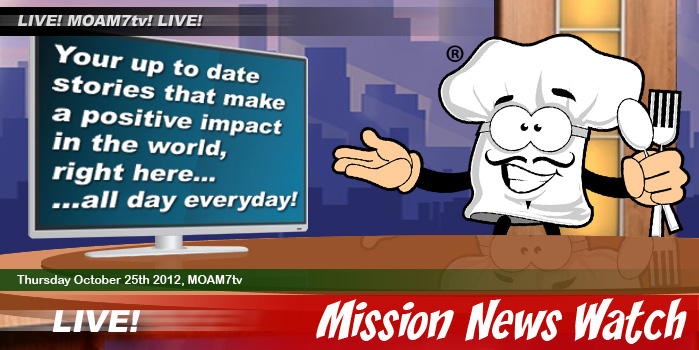 LIVE! MOAM7tv! LIVE!
Your up to date
stories that make
a positive impact
in the world,
right here...
...all day everyday!
®
Thursday October 25th 2012, MOAM7tv
LIVE!
Mission News Watch